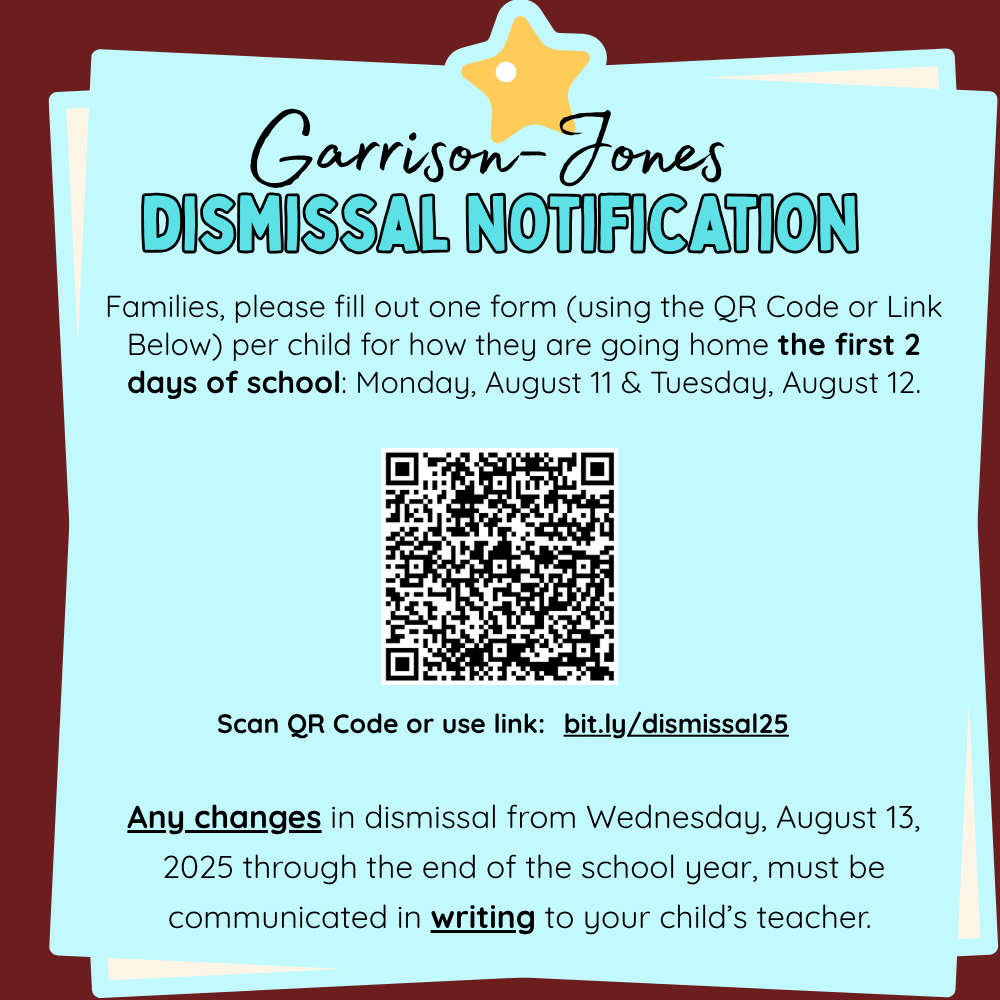 Garrison-Jones
DISMISSAL NOTIFICATION
Families, please fill out one form (using the QR Code or Link
Below) per child for how they are going home the first 2
days of school: Monday, August 11 & Tuesday, August 12.
Scan QR Code or use link: bit.ly/dismissal25
Any changes in dismissal from Wednesday, August 13,
2025 through the end of the school year, must be
communicated in writing to your child's teacher.